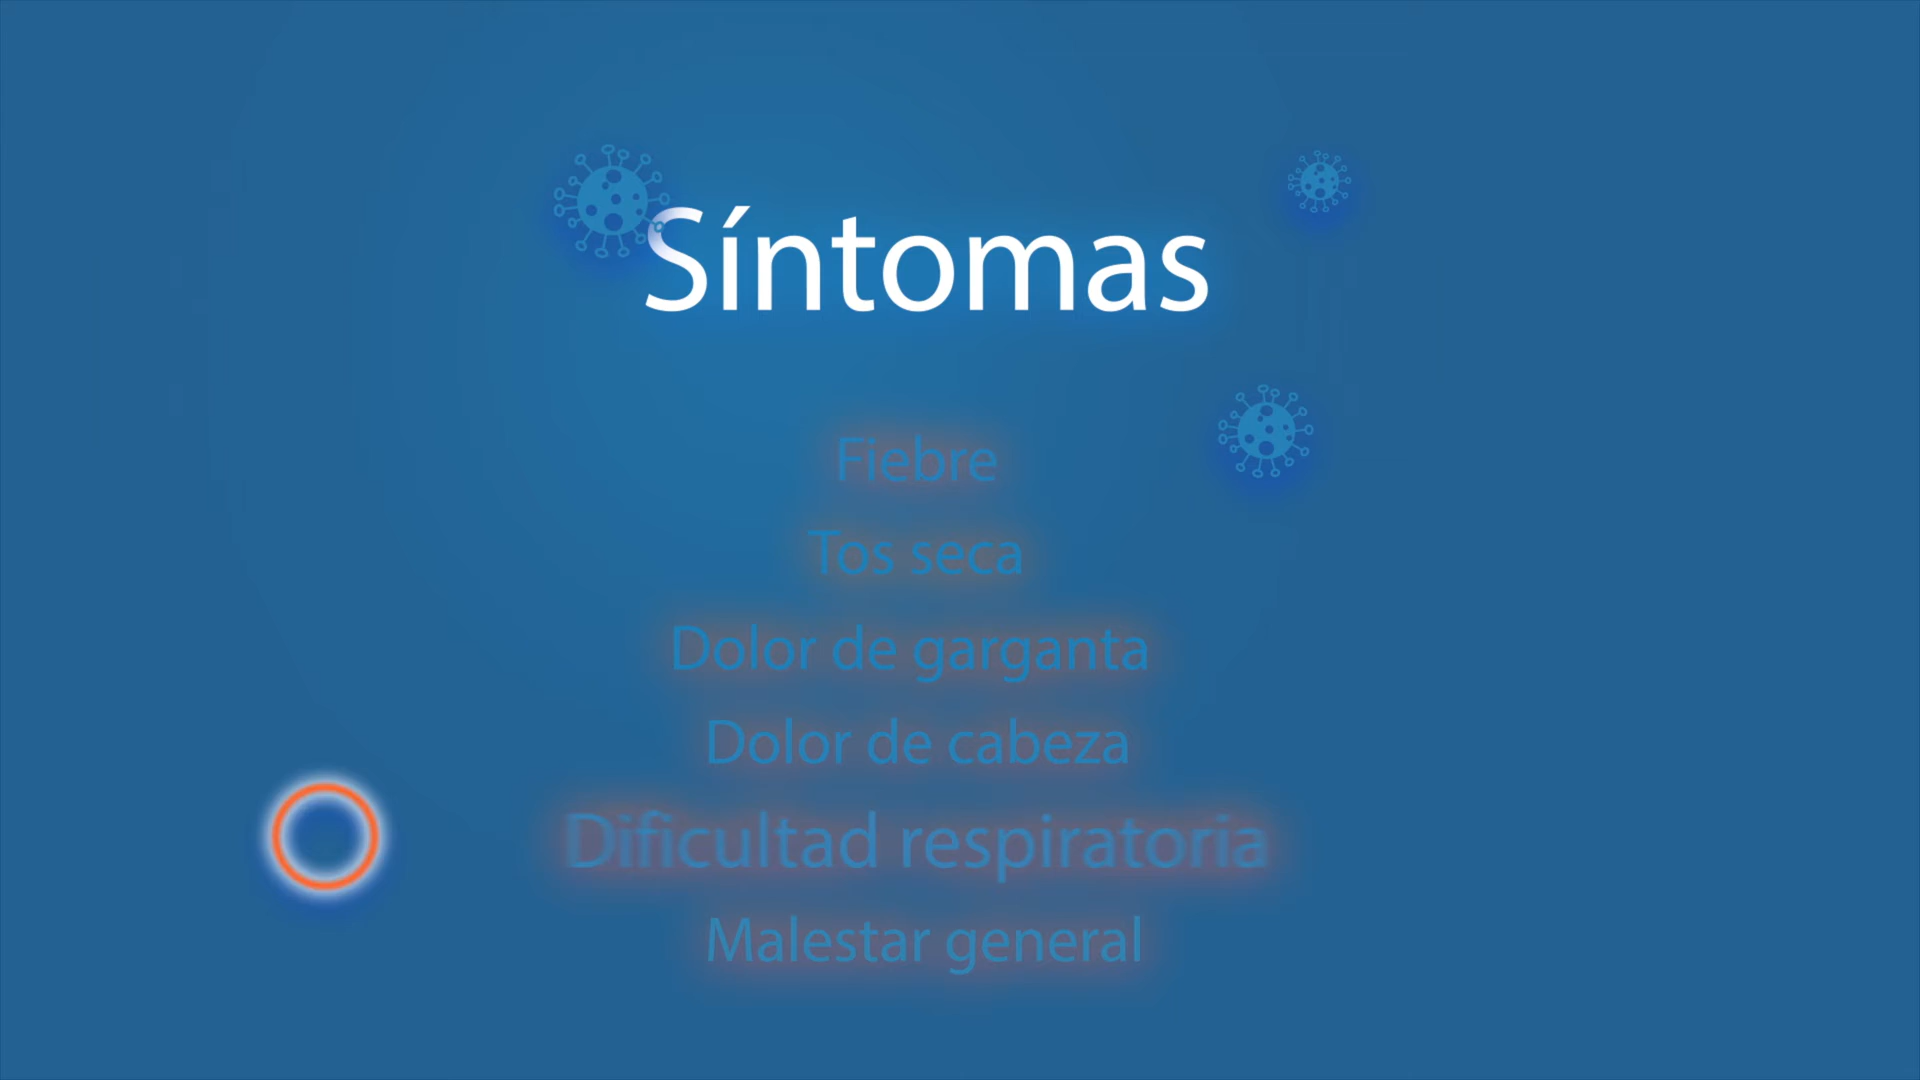 Síntomas
Fiebre
Tos seca
Dolor de garganta
Dolor de cabeza
Dificultad respiratoria
Malestar general